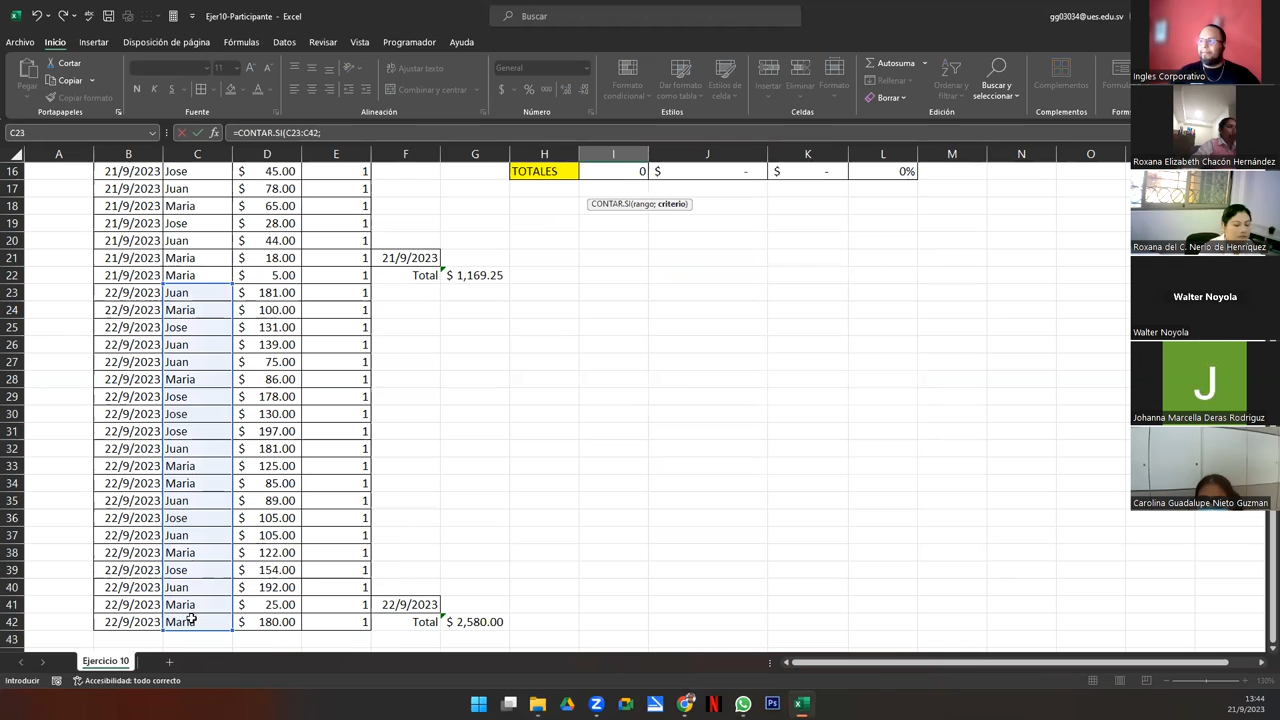 Ejer10-Participante - Excel
Buscar
gg03034@ues.edu.sv
Archivo Inicio Insertar Disposición de página Fórmulas Datos Revisar Vista Programador Ayuda
Pegar
Cortar
Copiar
Copiar formato
Portapapeles
11
N K S
Fuente
Ajustar texto
Combinar y centrar
Alineación
General
$ % 000
Número
Formato condicional
Dar formato como tabla
Estilos de celda
Estilos
Insertar Eliminar Formato
Celdas
Autosuma
Rellenar
Borrar
Ordenar y filtrar
Buscar y seleccionar
Edición
Complementos
Complementos
C23
fx
=CONTAR.SI(C23:C42;
A B C D E F G H I J K L M N O
16 21/9/2023 Jose $ 45.00 1 TOTALES 0 $ - $ - 0%
17 21/9/2023 Juan $ 78.00 1
18 21/9/2023 Maria $ 65.00 1 CONTAR.SI(rango; criterio)
19 21/9/2023 Jose $ 28.00 1
20 21/9/2023 Juan $ 44.00 1
21 21/9/2023 Maria $ 18.00 1 21/9/2023
22 21/9/2023 Maria $ 5.00 1 Total $ 1,169.25
23 22/9/2023 Juan $ 181.00 1
24 22/9/2023 Maria $ 100.00 1
25 22/9/2023 Jose $ 131.00 1
26 22/9/2023 Juan $ 139.00 1
27 22/9/2023 Juan $ 75.00 1
28 22/9/2023 Maria $ 86.00 1
29 22/9/2023 Jose $ 178.00 1
30 22/9/2023 Jose $ 130.00 1
31 22/9/2023 Jose $ 197.00 1
32 22/9/2023 Juan $ 181.00 1
33 22/9/2023 Maria $ 125.00 1
34 22/9/2023 Maria $ 85.00 1
35 22/9/2023 Juan $ 89.00 1
36 22/9/2023 Jose $ 105.00 1
37 22/9/2023 Juan $ 105.00 1
38 22/9/2023 Maria $ 122.00 1
39 22/9/2023 Jose $ 154.00 1
40 22/9/2023 Juan $ 192.00 1
41 22/9/2023 Maria $ 25.00 1 22/9/2023
42 22/9/2023 Maria $ 180.00 1 Total $ 2,580.00
43
Ejercicio 10
Introducir
Accesibilidad: todo correcto
130%
13:44
21/9/2023
Ingles Corporativo
Roxana Elizabeth Chacón Hernández
Roxana del C. Nerio de Henriquez
Walter Noyola
Walter Noyola
J
Johanna Marcella Deras Rodriguz
Carolina Guadalupe Nieto Guzman